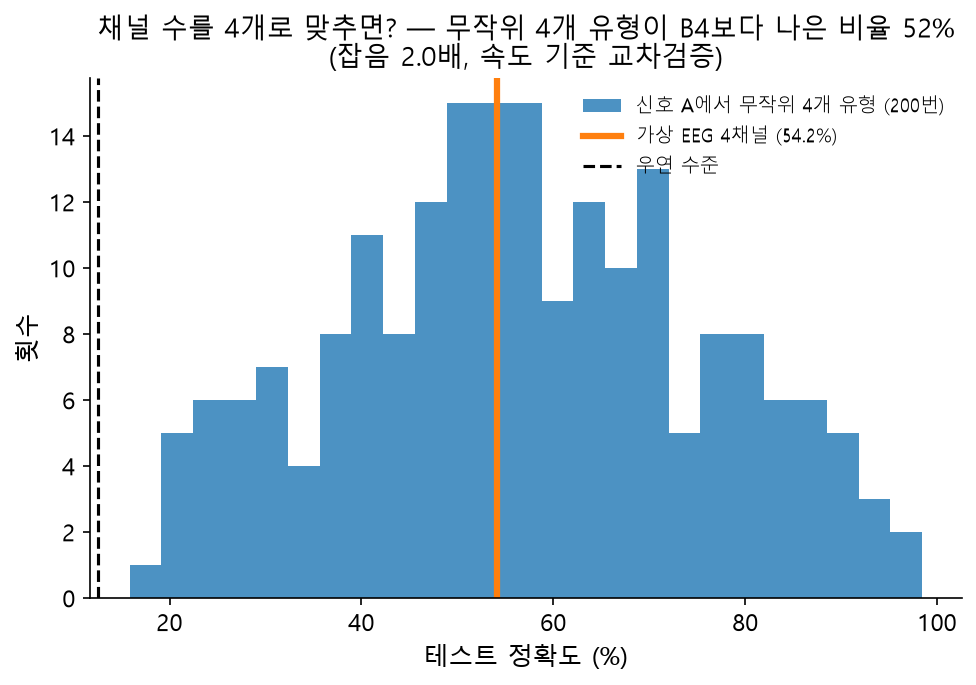 채널 수를 4개로 맞추면? — 무작위 4개 유형이 B4보다 나은 비율 52%
(잡음 2.0배, 속도 기준 교차검증)
신호 A에서 무작위 4개 유형 (200번)
가상 EEG 4채널 (54.2%)
우연 수준
횟수
14
12
10
8
6
4
2
0
20 40 60 80 100
테스트 정확도 (%)